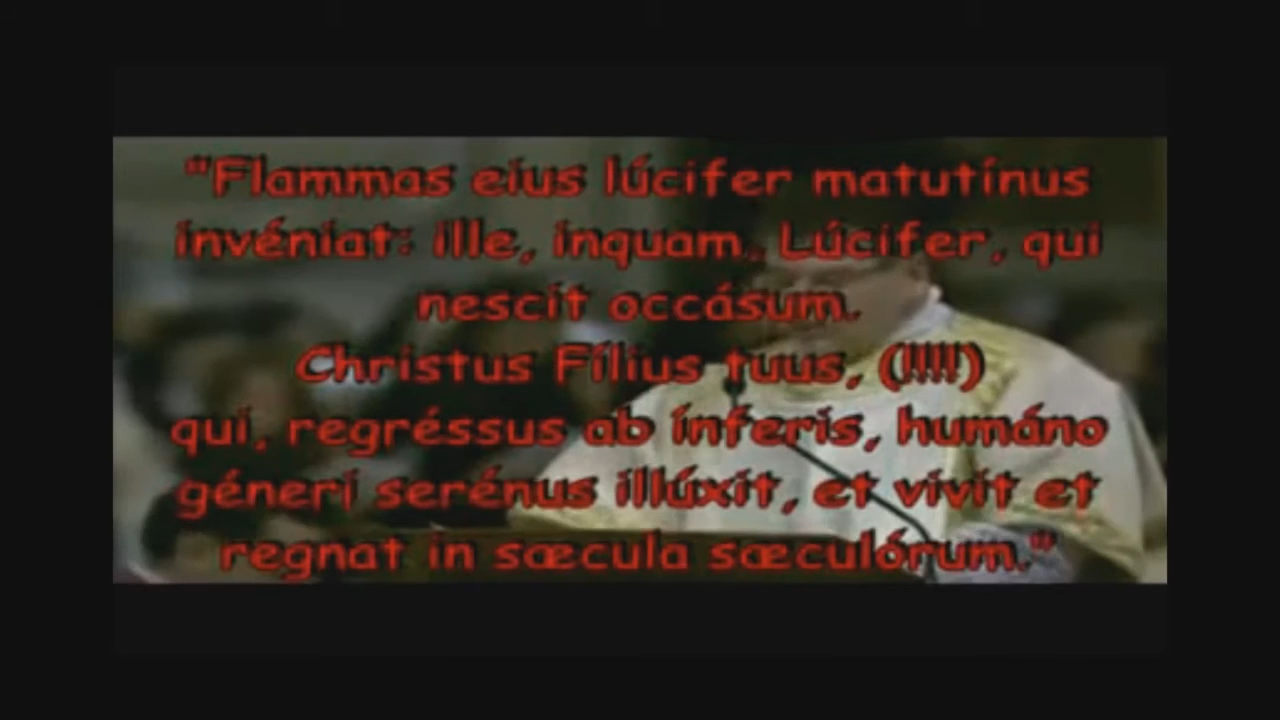 "Flammas eius lúcifer matutínus
invéniat: ille, inquam, Lúcifer, qui
nescit occásum.
Christus Fílius tuus, (!!!!)
qui, regréssus ab ínferis, humáno
géneri serénus illúxit, et vivit et
regnat in sæcula sæculórum."